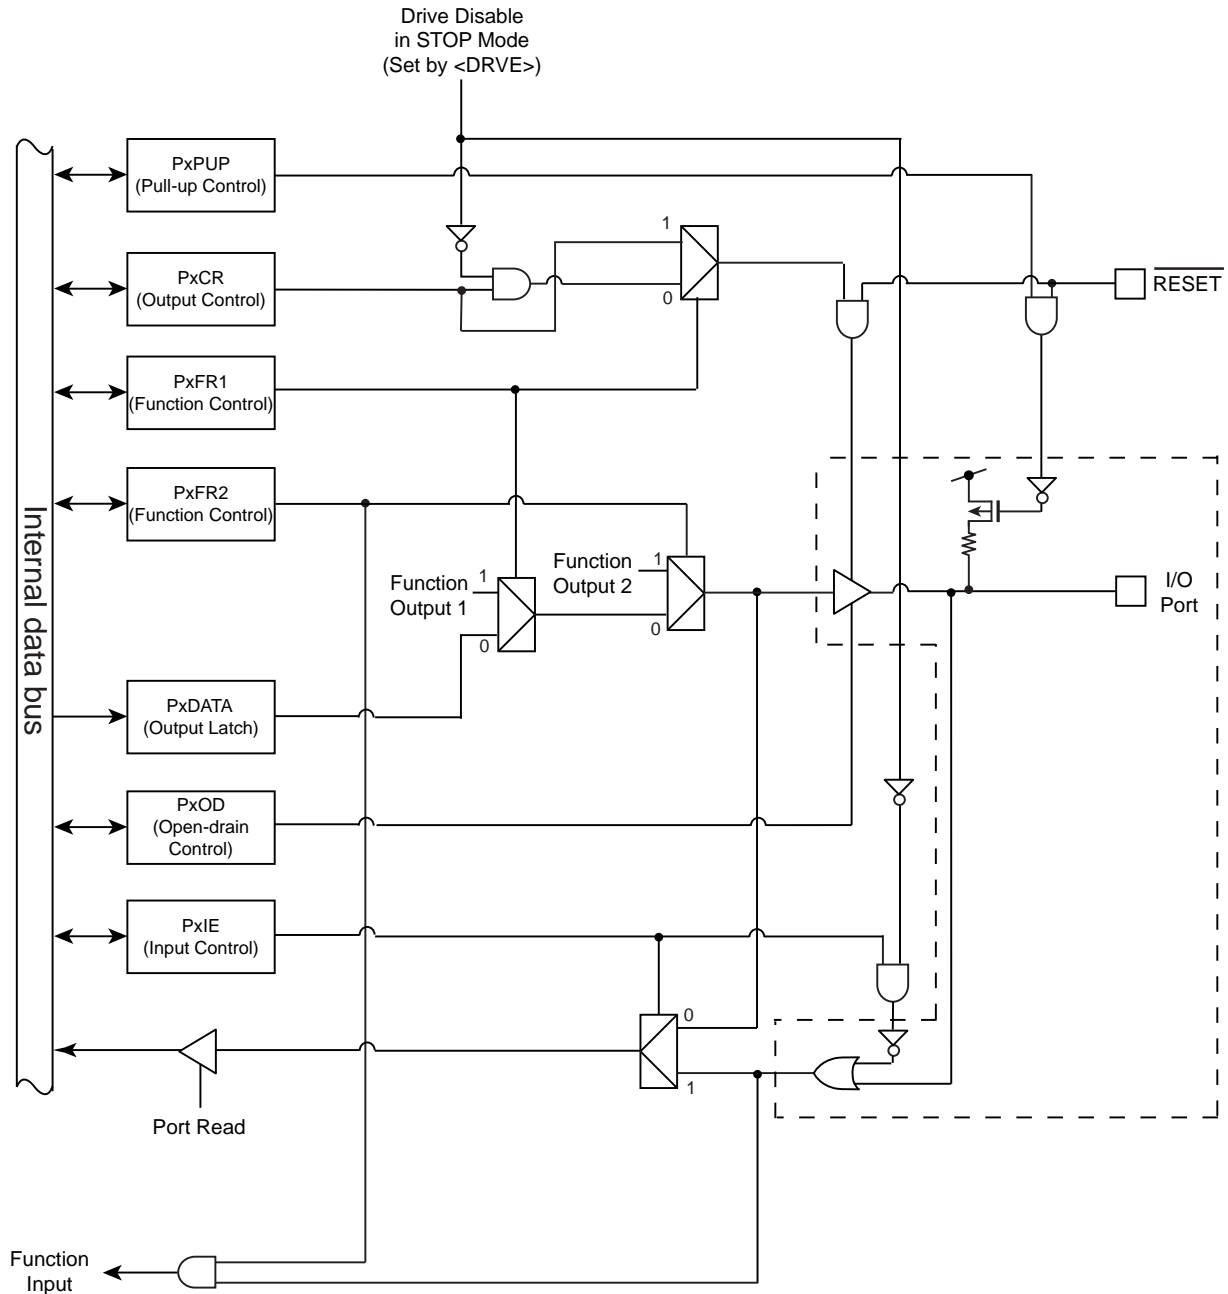 Drive Disable
in STOP Mode
(Set by <DRVE>)
PxPUP
(Pull-up Control)
1
PxCR
(Output Control)
0
RESET
PxFR1
(Function Control)
PxFR2
(Function Control)
Internal data bus
Function
Output 1
1
0
Function
Output 2
1
0
I/O
Port
PxDATA
(Output Latch)
PxOD
(Open-drain
Control)
PxIE
(Input Control)
0
1
Port Read
Function
Input